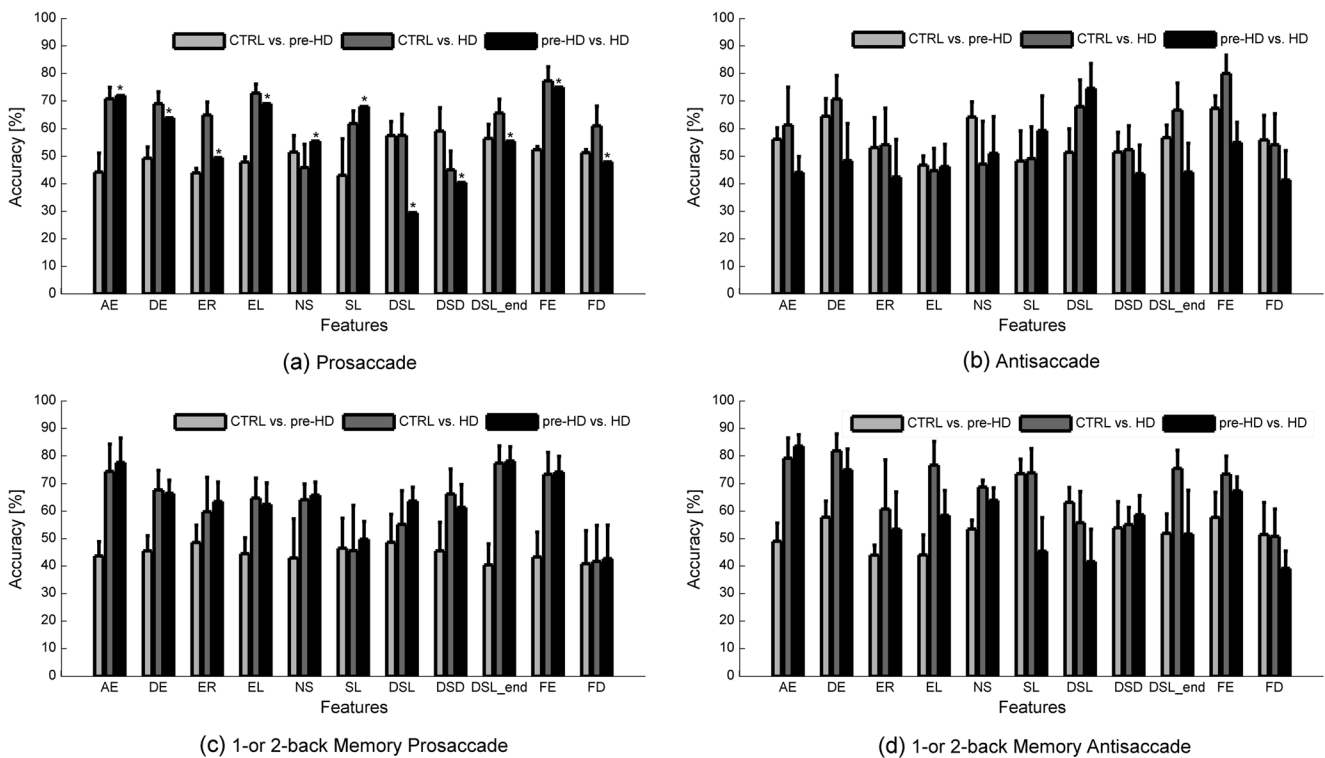 100
90
80
70
60
50
40
30
20
10
0
Accuracy [%]
CTRL vs. pre-HD CTRL vs. HD pre-HD vs. HD
* * * * * * * * * * *
AE DE ER EL NS SL DSL DSD DSL_end FE FD
Features
(a) Prosaccade
100
90
80
70
60
50
40
30
20
10
0
Accuracy [%]
CTRL vs. pre-HD CTRL vs. HD pre-HD vs. HD
AE DE ER EL NS SL DSL DSD DSL_end FE FD
Features
(b) Antisaccade
100
90
80
70
60
50
40
30
20
10
0
Accuracy [%]
CTRL vs. pre-HD CTRL vs. HD pre-HD vs. HD
AE DE ER EL NS SL DSL DSD DSL_end FE FD
Features
(c) 1-or 2-back Memory Prosaccade
100
90
80
70
60
50
40
30
20
10
0
Accuracy [%]
CTRL vs. pre-HD CTRL vs. HD pre-HD vs. HD
AE DE ER EL NS SL DSL DSD DSL_end FE FD
Features
(d) 1-or 2-back Memory Antisaccade